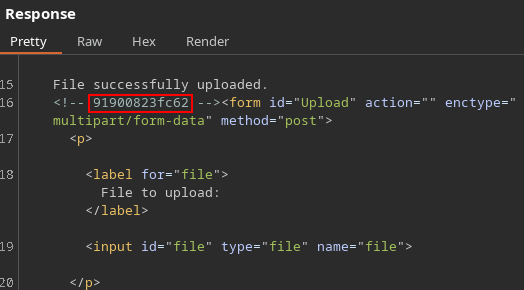 Response
Pretty Raw Hex Render
15 File successfully uploaded.
16 <!-- 91900823fc62 --><form id="Upload" action="" enctype="
multipart/form-data" method="post">
17 <p>
18 <label for="file">
File to upload:
</label>
19 <input id="file" type="file" name="file">
20 </p>